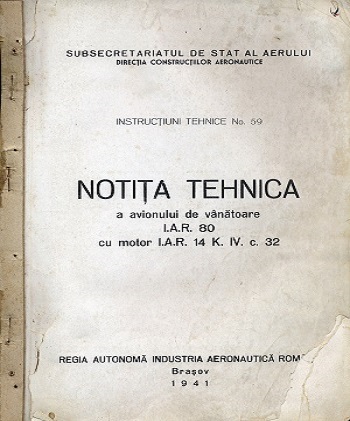 SUBSECRETARIATUL DE STAT AL AERULUI
DIRECȚIA CONSTRUCȚIILOR AERONAUTICE
INSTRUCȚIUNI TEHNICE No. 59
NOTIȚA TEHNICA
a avionului de vânătoare
I.A.R. 80
cu motor I.A.R. 14 K. IV. c. 32
REGIA AUTONOMĂ INDUSTRIA AERONAUTICĂ ROM
Brașov
1941